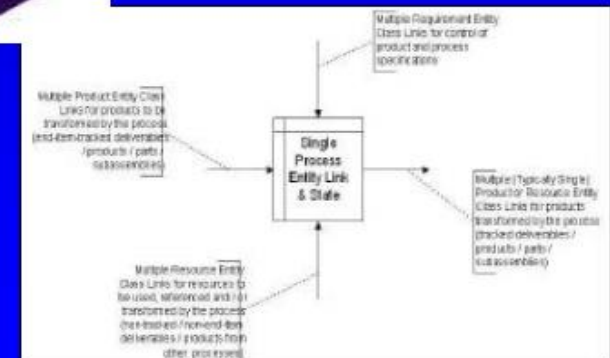 Multiple Requirement Entity
Class Links for control of
product and process
specifications
Multiple Product Entity Class
Links for products to be
transformed by the process
(end-item-tracked deliverables
/ products / parts /
subassemblies)
Single
Process
Entity Link
& State
Multiple (Typically Single)
Product or Resource Entity
Class Links for products
transformed by the process
(tracked deliverables /
products / parts /
subassemblies)
Multiple Resource Entity
Class Links for resources to
be used, referenced and / or
transformed by the process
(non-tracked / non-end-item
deliverables / products from
other processes)